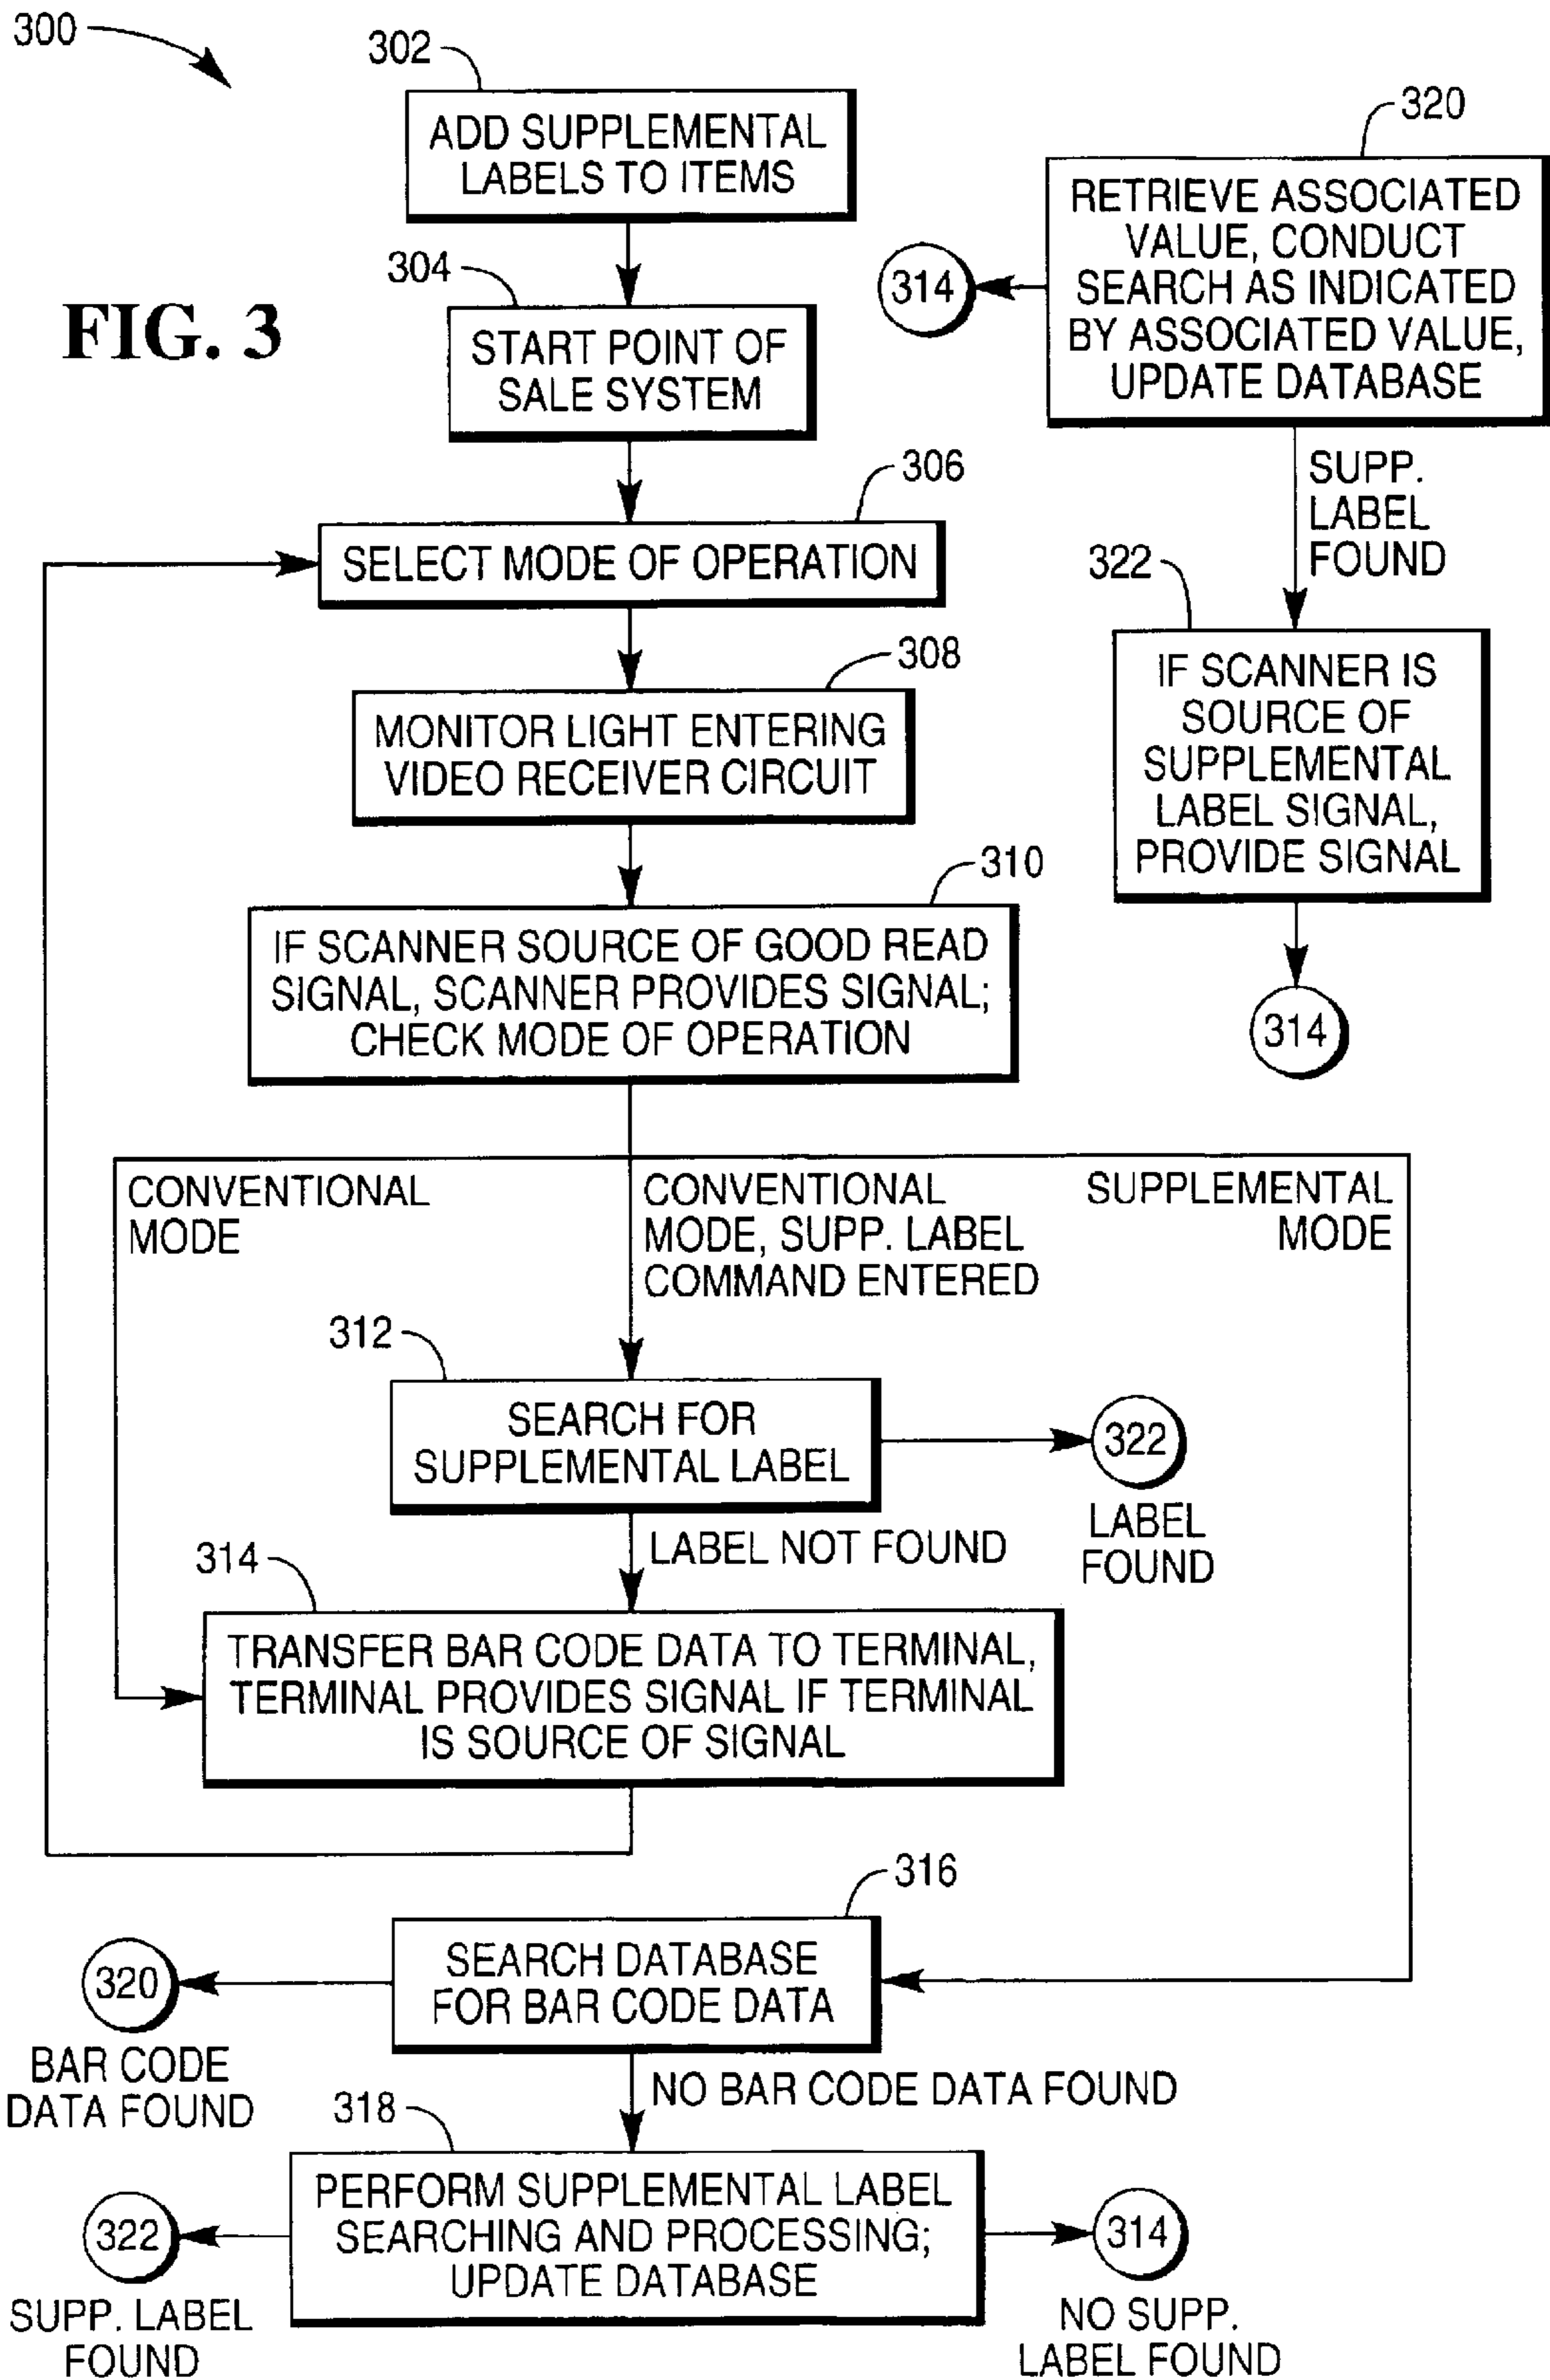 300
302
ADD SUPPLEMENTAL
LABELS TO ITEMS
304
FIG. 3
START POINT OF
SALE SYSTEM
306
SELECT MODE OF OPERATION
308
MONITOR LIGHT ENTERING
VIDEO RECEIVER CIRCUIT
310
IF SCANNER SOURCE OF GOOD READ
SIGNAL, SCANNER PROVIDES SIGNAL;
CHECK MODE OF OPERATION
320
RETRIEVE ASSOCIATED
VALUE, CONDUCT
SEARCH AS INDICATED
BY ASSOCIATED VALUE,
UPDATE DATABASE
314
SUPP.
LABEL
FOUND
322
IF SCANNER IS
SOURCE OF
SUPPLEMENTAL
LABEL SIGNAL,
PROVIDE SIGNAL
314
CONVENTIONAL
MODE
CONVENTIONAL
MODE, SUPP. LABEL
COMMAND ENTERED
SUPPLEMENTAL
MODE
312
SEARCH FOR
SUPPLEMENTAL LABEL
322
LABEL
FOUND
LABEL NOT FOUND
314
TRANSFER BAR CODE DATA TO TERMINAL,
TERMINAL PROVIDES SIGNAL IF TERMINAL
IS SOURCE OF SIGNAL
316
SEARCH DATABASE
FOR BAR CODE DATA
320
BAR CODE
DATA FOUND
NO BAR CODE DATA FOUND
318
PERFORM SUPPLEMENTAL LABEL
SEARCHING AND PROCESSING;
UPDATE DATABASE
322
SUPP. LABEL
FOUND
314
NO SUPP.
LABEL FOUND